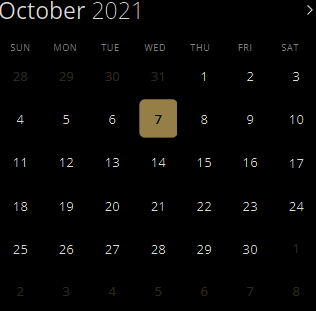 October 2021
SUN MON TUE WED THU FRI SAT
28 29 30 31 1 2 3
4 5 6 7 8 9 10
11 12 13 14 15 16 17
18 19 20 21 22 23 24
25 26 27 28 29 30 1
2 3 4 5 6 7 8